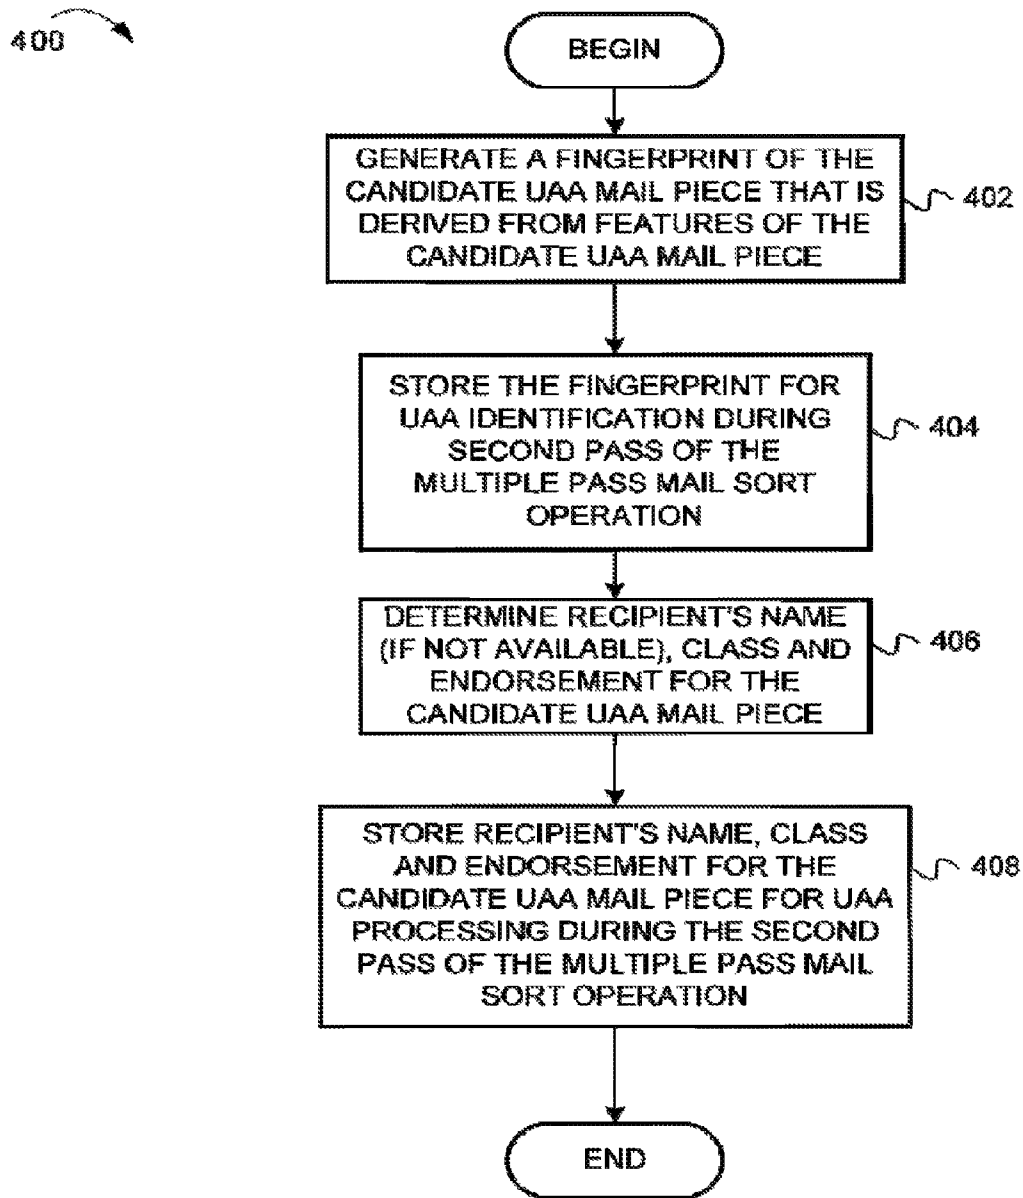 400
BEGIN
GENERATE A FINGERPRINT OF THE
CANDIDATE UAA MAIL PIECE THAT IS
DERIVED FROM FEATURES OF THE
CANDIDATE UAA MAIL PIECE
402
STORE THE FINGERPRINT FOR
UAA IDENTIFICATION DURING
SECOND PASS OF THE
MULTIPLE PASS MAIL SORT
OPERATION
404
DETERMINE RECIPIENT'S NAME
(IF NOT AVAILABLE), CLASS AND
ENDORSEMENT FOR THE
CANDIDATE UAA MAIL PIECE
406
STORE RECIPIENT'S NAME, CLASS
AND ENDORSEMENT FOR THE
CANDIDATE UAA MAIL PIECE FOR UAA
PROCESSING DURING THE SECOND
PASS OF THE MULTIPLE PASS MAIL
SORT OPERATION
408
END